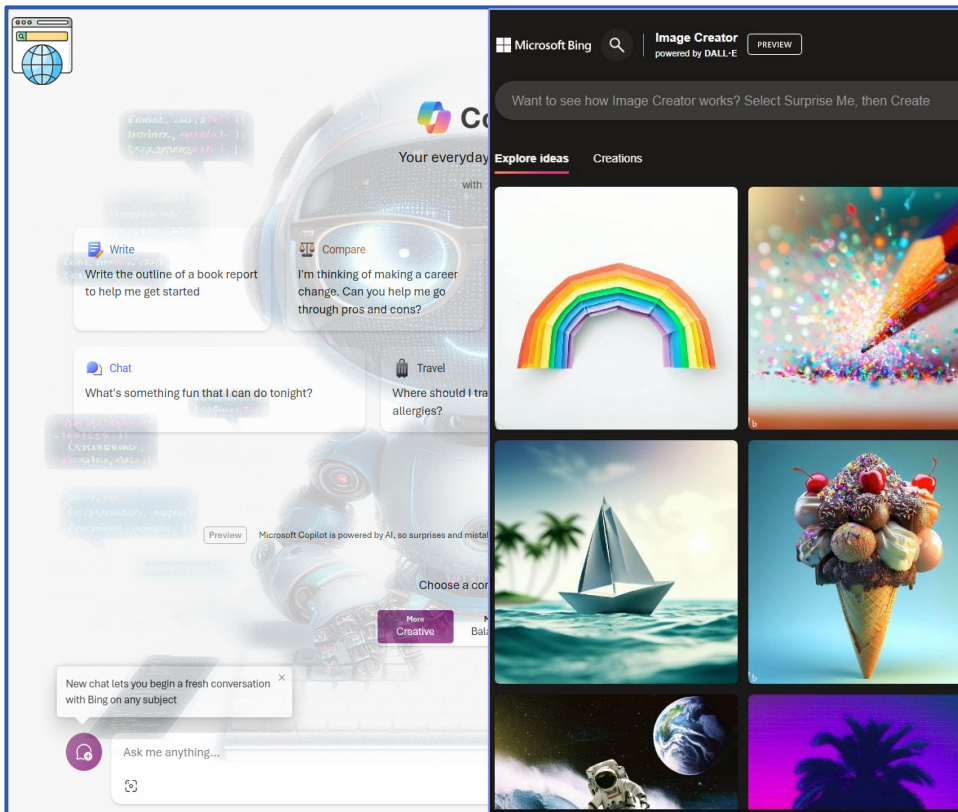 Co
Your everyday
with
Write
Write the outline of a book report
to help me get started
Compare
I'm thinking of making a career
change. Can you help me go
through pros and cons?
Chat
What's something fun that I can do tonight?
Travel
Where should I tra
allergies?
Preview
Microsoft Copilot is powered by AI, so surprises and mistal
Choose a con
More
Creative
Bala
New chat lets you begin a fresh conversation
with Bing on any subject
Ask me anything...
Microsoft Bing
Image Creator
powered by DALL·E
PREVIEW
Want to see how Image Creator works? Select Surprise Me, then Create
Explore ideas
Creations